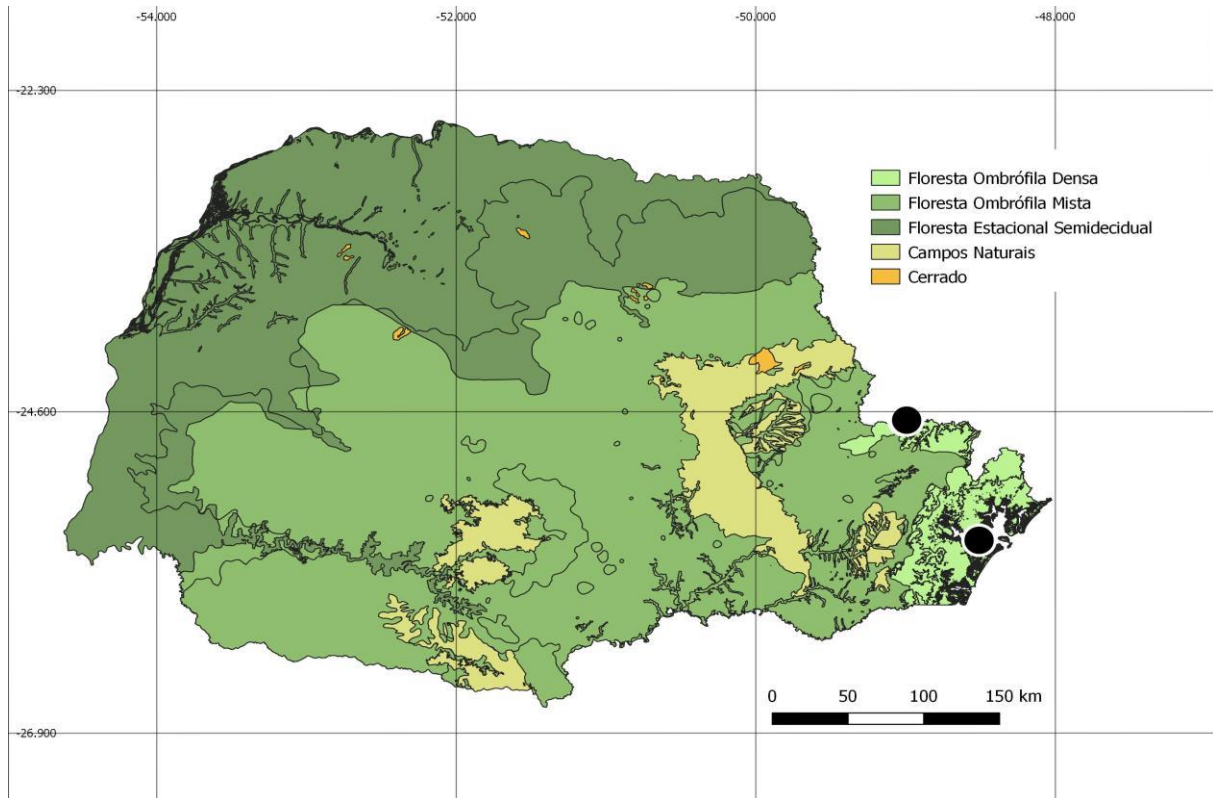 -54.000 -52.000 -50.000 -48.000
-22.300
Floresta Ombrófila Densa
Floresta Ombrófila Mista
Floresta Estacional Semidecidual
Campos Naturais
Cerrado
-24.600
0 50 100 150 km
-26.900